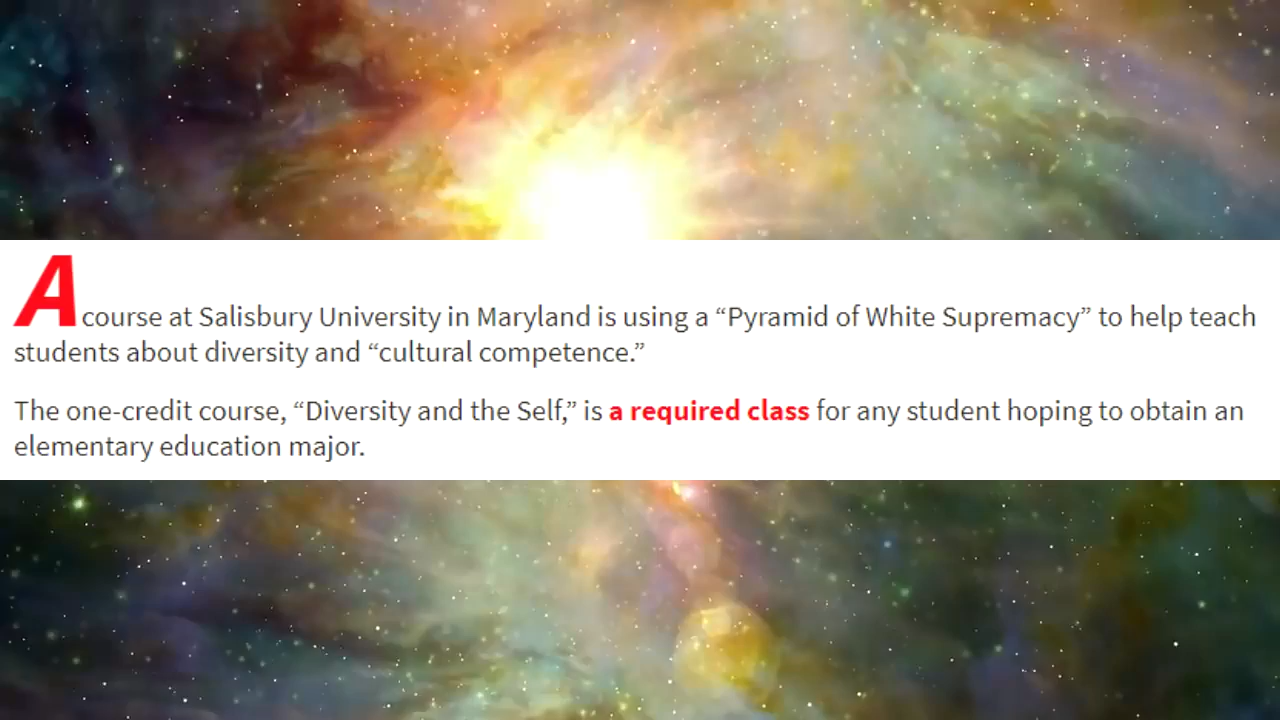 A course at Salisbury University in Maryland is using a “Pyramid of White Supremacy” to help teach
students about diversity and “cultural competence.”
The one-credit course, “Diversity and the Self,” is a required class for any student hoping to obtain an
elementary education major.